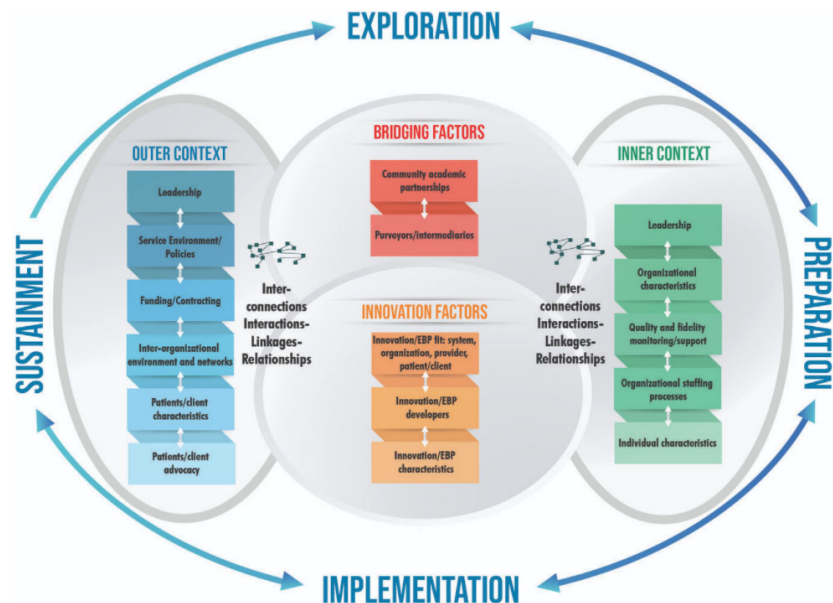 EXPLORATION
OUTER CONTEXT
Leadership
Service Environment/
Policies
Funding/Contracting
Inter-organizational
environment and networks
Patients/client
characteristics
Patients/client
advocacy
BRIDGING FACTORS
Community academic
partnerships
Purveyors/intermediaries
INNOVATION FACTORS
Innovation/EBP fit: system,
organization, provider,
patient/client
Innovation/EBP
developers
Innovation/EBP
characteristics
INNER CONTEXT
Leadership
Organizational
characteristics
Quality and fidelity
monitoring/support
Organizational staffing
processes
Individual characteristics
Inter-
connections
Interactions-
Linkages-
Relationships
Inter-
connections
Interactions-
Linkages-
Relationships
SUSTAINMENT
PREPARATION
IMPLEMENTATION